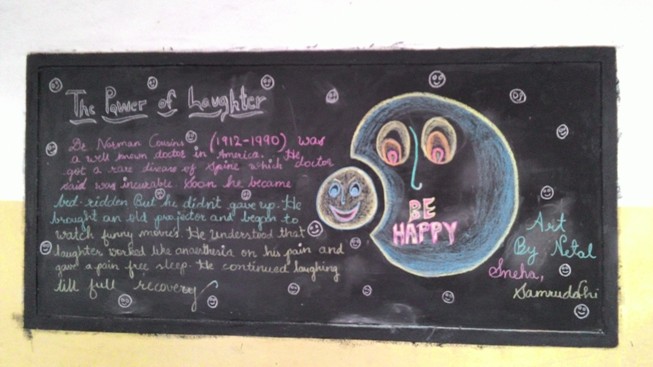 The Power of Laughter
Dr. Norman Cousins (1912-1990) was
a well known doctor in America. He
got a rare disease of spine which doctor
said was incurable. Soon he became
bed-ridden But he didn't gave up. He
brought an old projector and began to
watch funny movies. He understood that
laughter worked like anaesthesia on his pain and
gave a pain free sleep. He continued laughing
till full recovery
BE
HAPPY
Art
By: Netal
Sneha,
Samruddhi